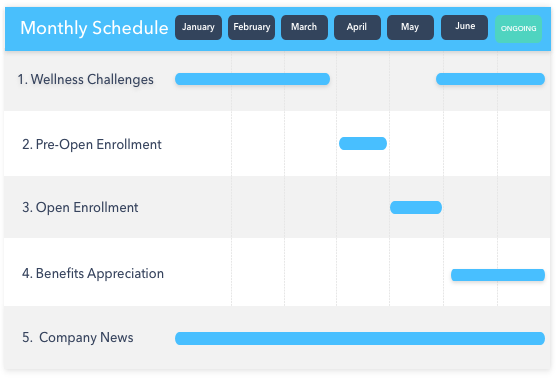 Monthly Schedule January February March April May June ONGOING
1. Wellness Challenges
2. Pre-Open Enrollment
3. Open Enrollment
4. Benefits Appreciation
5. Company News